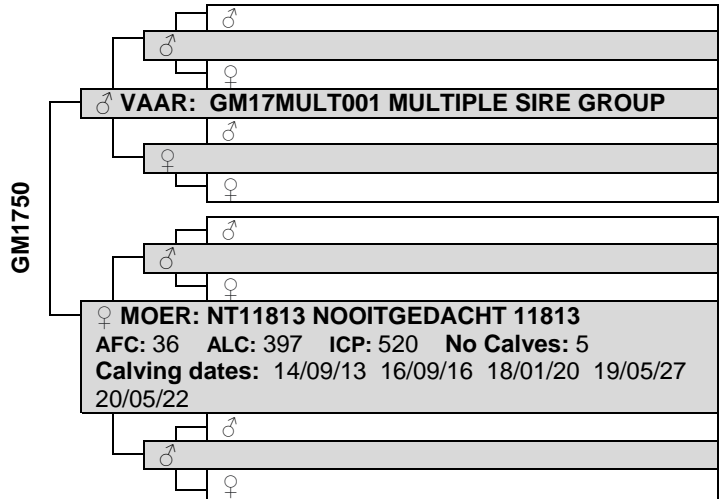 GM1750
♂
♂
♀
♂ VAAR: GM17MULT001 MULTIPLE SIRE GROUP
♂
♀
♀
♂
♂
♀
♀ MOER: NT11813 NOOITGEDACHT 11813
AFC: 36 ALC: 397 ICP: 520 No Calves: 5
Calving dates: 14/09/13 16/09/16 18/01/20 19/05/27
20/05/22
♂
♂
♀